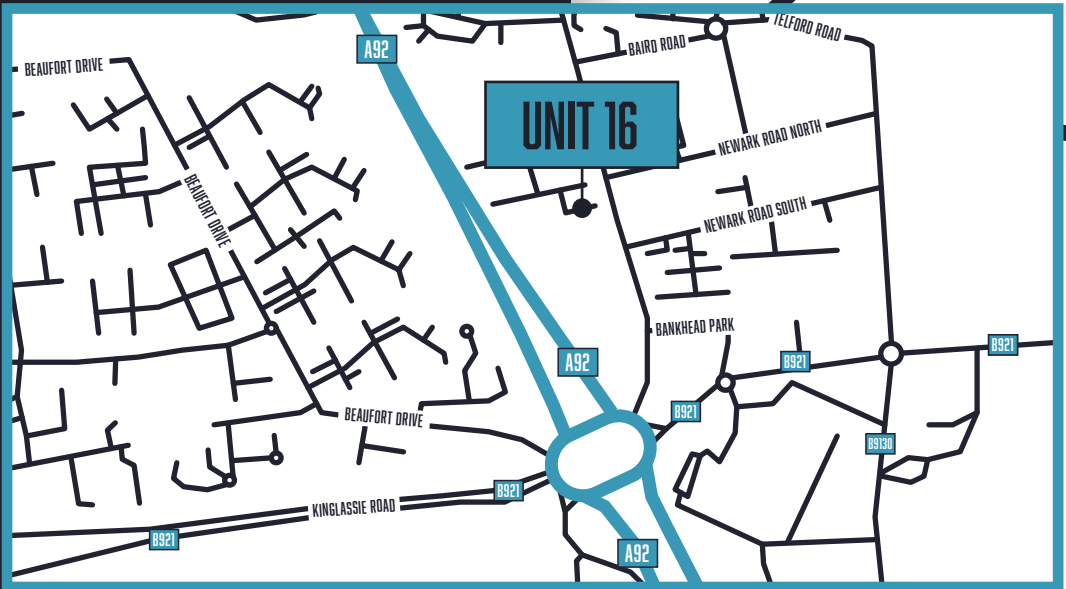 TELFORD ROAD
BAIRD ROAD
A92
BEAUFORT DRIVE
UNIT 16
NEWARK ROAD NORTH
BEAUFORT DRIVE
NEWARK ROAD SOUTH
BANKHEAD PARK
B921
A92
B921
B921
BEAUFORT DRIVE
B9130
B921
KINGLASSIE ROAD
B921
A92